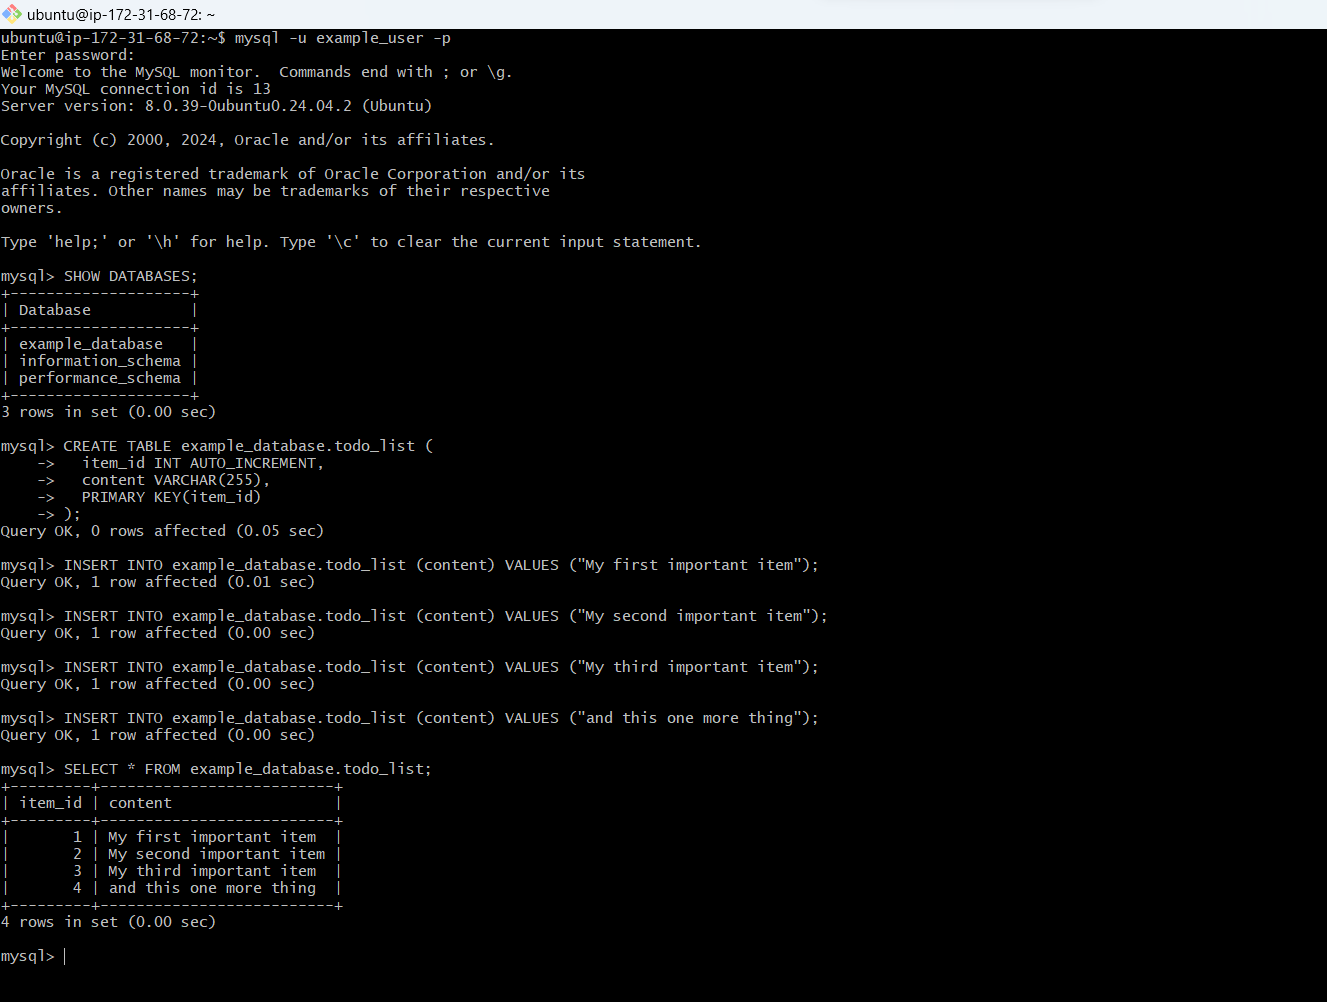 ubuntu@ip-172-31-68-72: ~
ubuntu@ip-172-31-68-72:~$ mysql -u example_user -p
Enter password:
Welcome to the MySQL monitor.  Commands end with ; or \g.
Your MySQL connection id is 13
Server version: 8.0.39-0ubuntu0.24.04.2 (Ubuntu)

Copyright (c) 2000, 2024, Oracle and/or its affiliates.

Oracle is a registered trademark of Oracle Corporation and/or its
affiliates. Other names may be trademarks of their respective
owners.

Type 'help;' or '\h' for help. Type '\c' to clear the current input statement.

mysql> SHOW DATABASES;
+--------------------+
| Database           |
+--------------------+
| example_database   |
| information_schema |
| performance_schema |
+--------------------+
3 rows in set (0.00 sec)

mysql> CREATE TABLE example_database.todo_list (
    ->   item_id INT AUTO_INCREMENT,
    ->   content VARCHAR(255),
    ->   PRIMARY KEY(item_id)
    -> );
Query OK, 0 rows affected (0.05 sec)

mysql> INSERT INTO example_database.todo_list (content) VALUES ("My first important item");
Query OK, 1 row affected (0.01 sec)

mysql> INSERT INTO example_database.todo_list (content) VALUES ("My second important item");
Query OK, 1 row affected (0.00 sec)

mysql> INSERT INTO example_database.todo_list (content) VALUES ("My third important item");
Query OK, 1 row affected (0.00 sec)

mysql> INSERT INTO example_database.todo_list (content) VALUES ("and this one more thing");
Query OK, 1 row affected (0.00 sec)

mysql> SELECT * FROM example_database.todo_list;
+---------+--------------------------+
| item_id | content                  |
+---------+--------------------------+
|       1 | My first important item  |
|       2 | My second important item |
|       3 | My third important item  |
|       4 | and this one more thing  |
+---------+--------------------------+
4 rows in set (0.00 sec)

mysql>